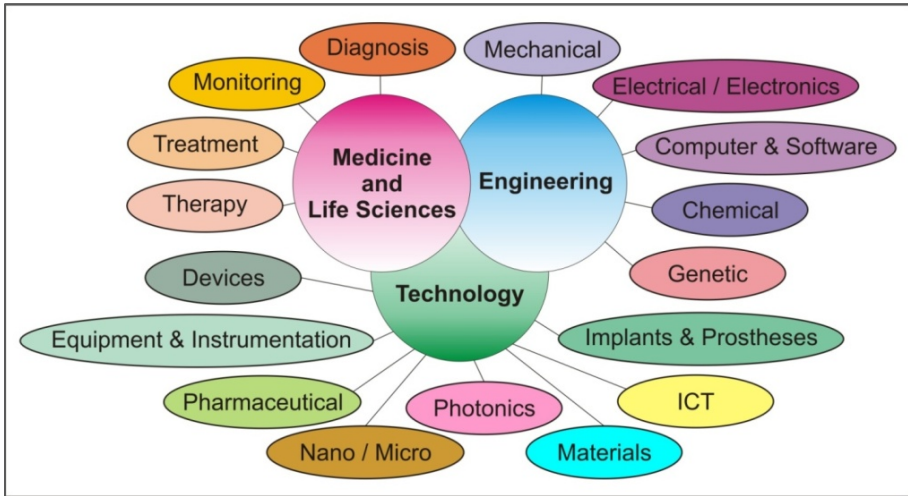 Diagnosis
Mechanical
Monitoring
Electrical / Electronics
Treatment
Computer & Software
Medicine
and
Life Sciences
Engineering
Therapy
Chemical
Devices
Genetic
Technology
Equipment & Instrumentation
Implants & Prostheses
Pharmaceutical
Photonics
ICT
Nano / Micro
Materials